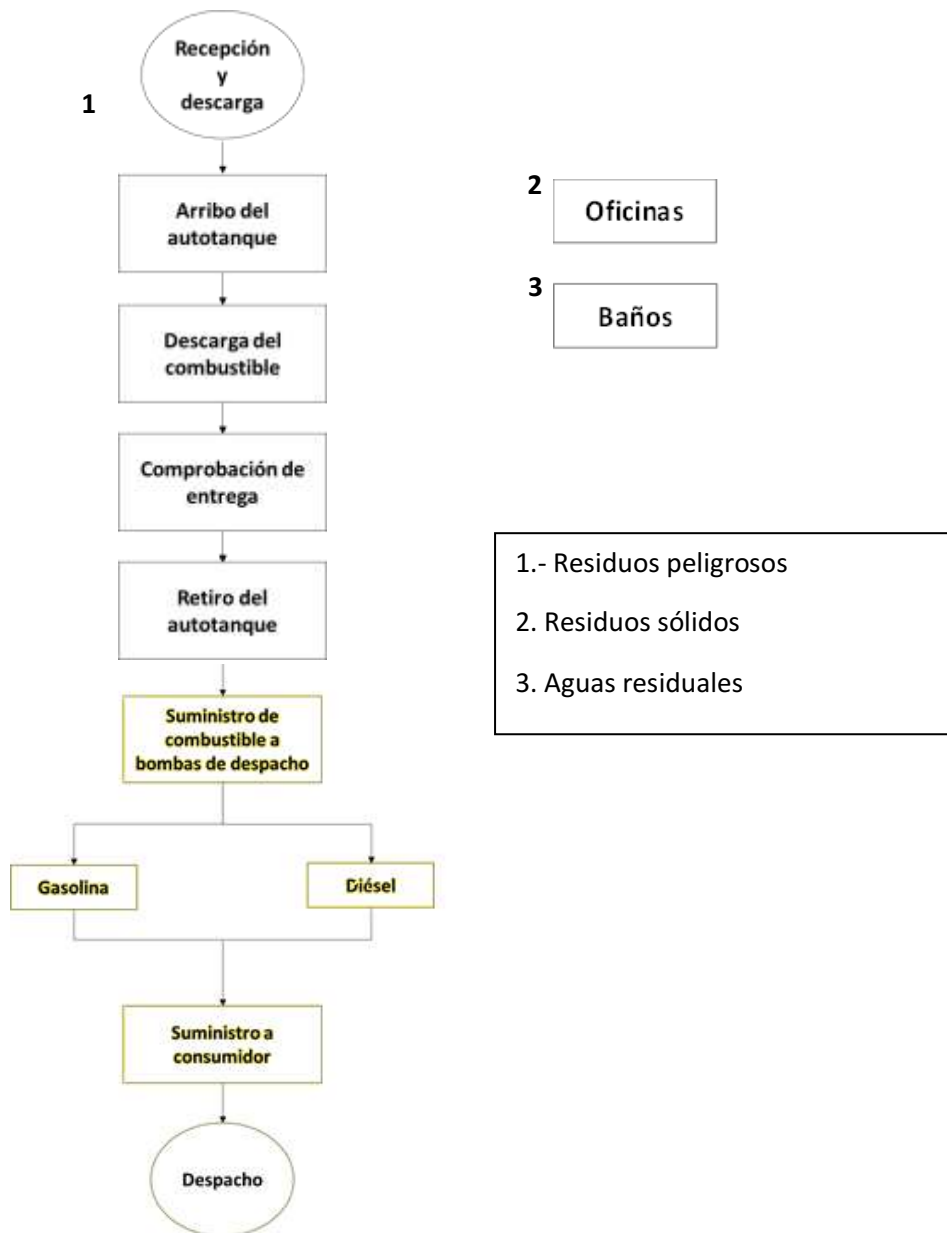 Recepción
y
descarga
1
Arribo del
autotanque
2
Oficinas
3
Baños
Descarga del
combustible
Comprobación de
entrega
Retiro del
autotanque
1.- Residuos peligrosos
2. Residuos sólidos
3. Aguas residuales
Suministro de
combustible a
bombas de despacho
Gasolina
Diésel
Suministro a
consumidor
Despacho